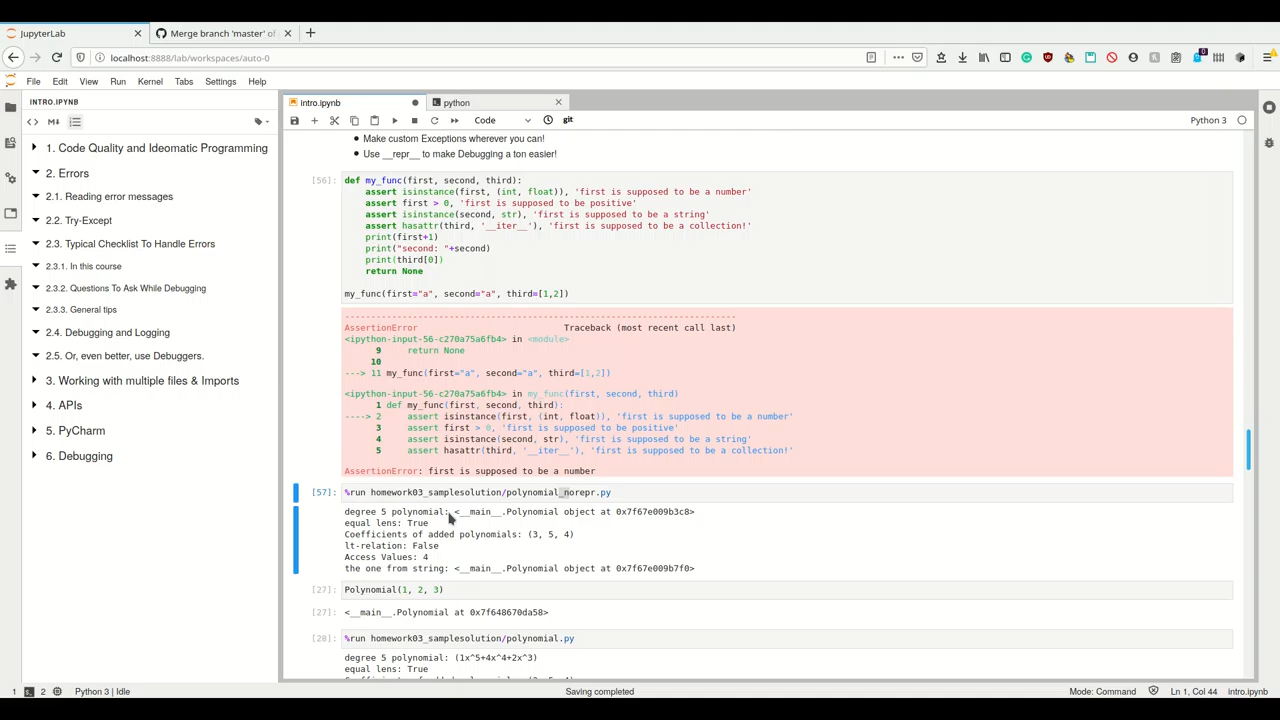 JupyterLab
Merge branch 'master' of
localhost:8888/lab/workspaces/auto-0
File Edit View Run Kernel Tabs Settings Help
INTRO.IPYNB
1. Code Quality and Ideomatic Programming
2. Errors
2.1. Reading error messages
2.2. Try-Except
2.3. Typical Checklist To Handle Errors
2.3.1. In this course
2.3.2. Questions To Ask While Debugging
2.3.3. General tips
2.4. Debugging and Logging
2.5. Or, even better, use Debuggers.
3. Working with multiple files & Imports
4. APIs
5. PyCharm
6. Debugging
intro.ipynb
python
Code
git
Python 3
Make custom Exceptions wherever you can!
Use __repr__ to make Debugging a ton easier!
[56]: def my_func(first, second, third):
assert isinstance(first, (int, float)), 'first is supposed to be a number'
assert first > 0, 'first is supposed to be positive'
assert isinstance(second, str), 'first is supposed to be a string'
assert hasattr(third, '__iter__'), 'first is supposed to be a collection!'
print(first+1)
print("second: "+second)
print(third[0])
return None
my_func(first="a", second="a", third=[1,2])
---------------------------------------------------------------------------
AssertionError Traceback (most recent call last)
<ipython-input-56-c270a75a6fb4> in <module>
9 return None
10
---> 11 my_func(first="a", second="a", third=[1,2])
<ipython-input-56-c270a75a6fb4> in my_func(first, second, third)
1 def my_func(first, second, third):
----> 2 assert isinstance(first, (int, float)), 'first is supposed to be a number'
3 assert first > 0, 'first is supposed to be positive'
4 assert isinstance(second, str), 'first is supposed to be a string'
5 assert hasattr(third, '__iter__'), 'first is supposed to be a collection!'
AssertionError: first is supposed to be a number
[57]: %run homework03_samplesolution/polynomial_norepr.py
degree 5 polynomial: <__main__.Polynomial object at 0x7f67e009b3c8>
equal lens: True
Coefficients of added polynomials: (3, 5, 4)
lt-relation: False
Access Values: 4
the one from string: <__main__.Polynomial object at 0x7f67e009b7f0>
[27]: Polynomial(1, 2, 3)
[27]: <__main__.Polynomial at 0x7f648670da58>
[28]: %run homework03_samplesolution/polynomial.py
degree 5 polynomial: (1x^5+4x^4+2x^3)
equal lens: True
1 2 Python 3 | Idle
Saving completed
Mode: Command
Ln 1, Col 44
intro.ipynb